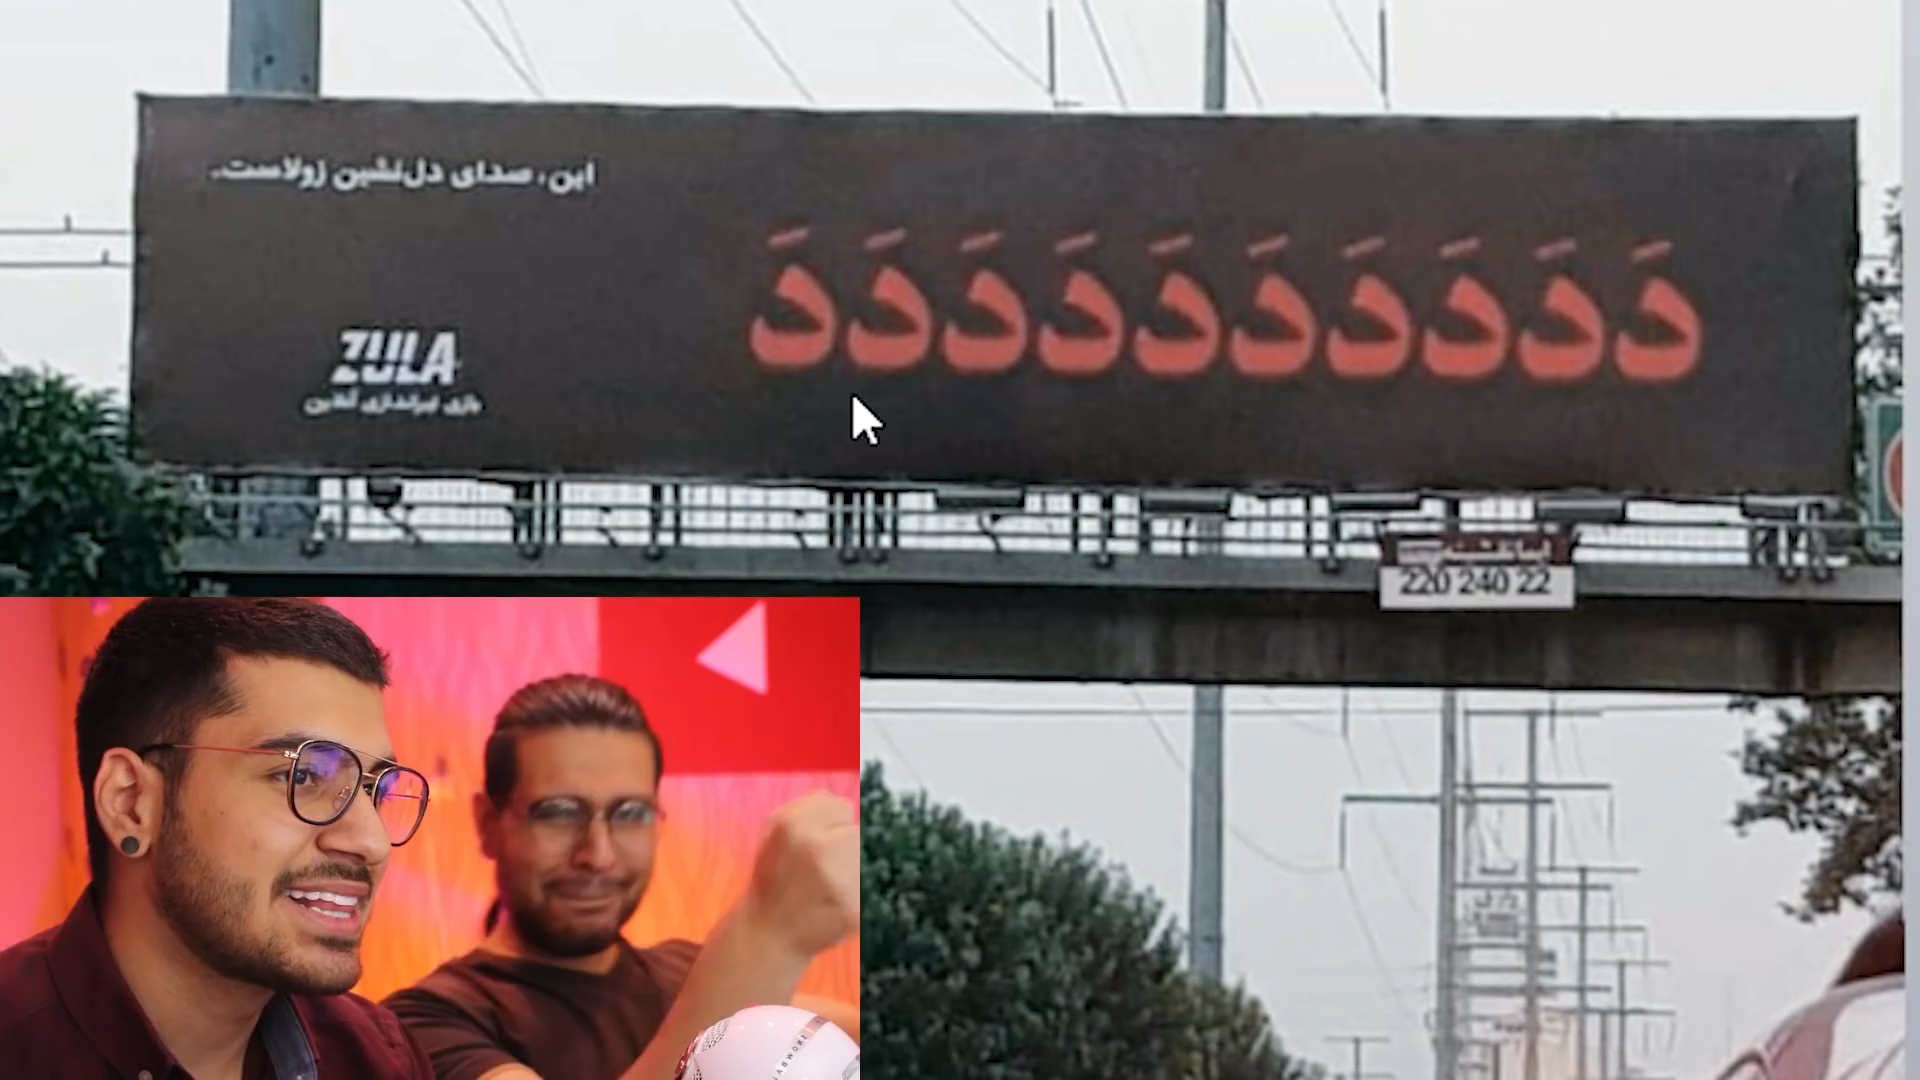 این، صدای دل‌نشین زولاست.
دَدَدَدَدَدَدَدَدَدَ
ZULA
بازی تیراندازی آنلاین
220 240 22